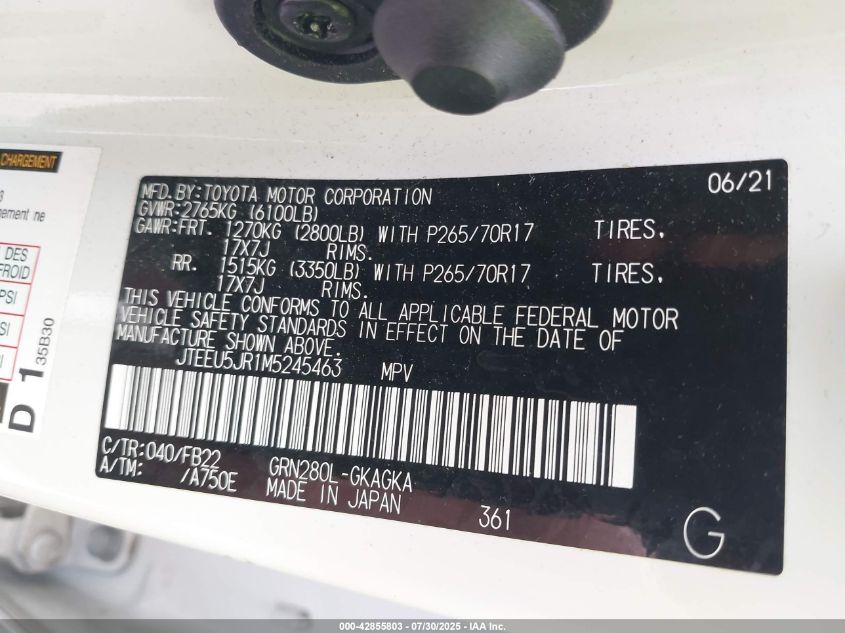 CHARGEMENT
ement ne
DES
FROID
PSI
D 1
35B30
06/21
MFD.BY:TOYOTA MOTOR CORPORATION
GVWR:2765KG (6100LB)
GAWR:FRT. 1270KG (2800LB) WITH P265/70R17 TIRES,
17X7J RIMS.
RR. 1515KG (3350LB) WITH P265/70R17 TIRES,
17X7J RIMS.
THIS VEHICLE CONFORMS TO ALL APPLICABLE FEDERAL MOTOR
VEHICLE SAFETY STANDARDS IN EFFECT ON THE DATE OF
MANUFACTURE SHOWN ABOVE.
JTEEU5JR1M5245463 MPV
C/TR:040/FB22 GRN280L-GKAGKA
A/TM: /A750E MADE IN JAPAN
361
G
000-42855803 - 07/30/2025 - IAA Inc.